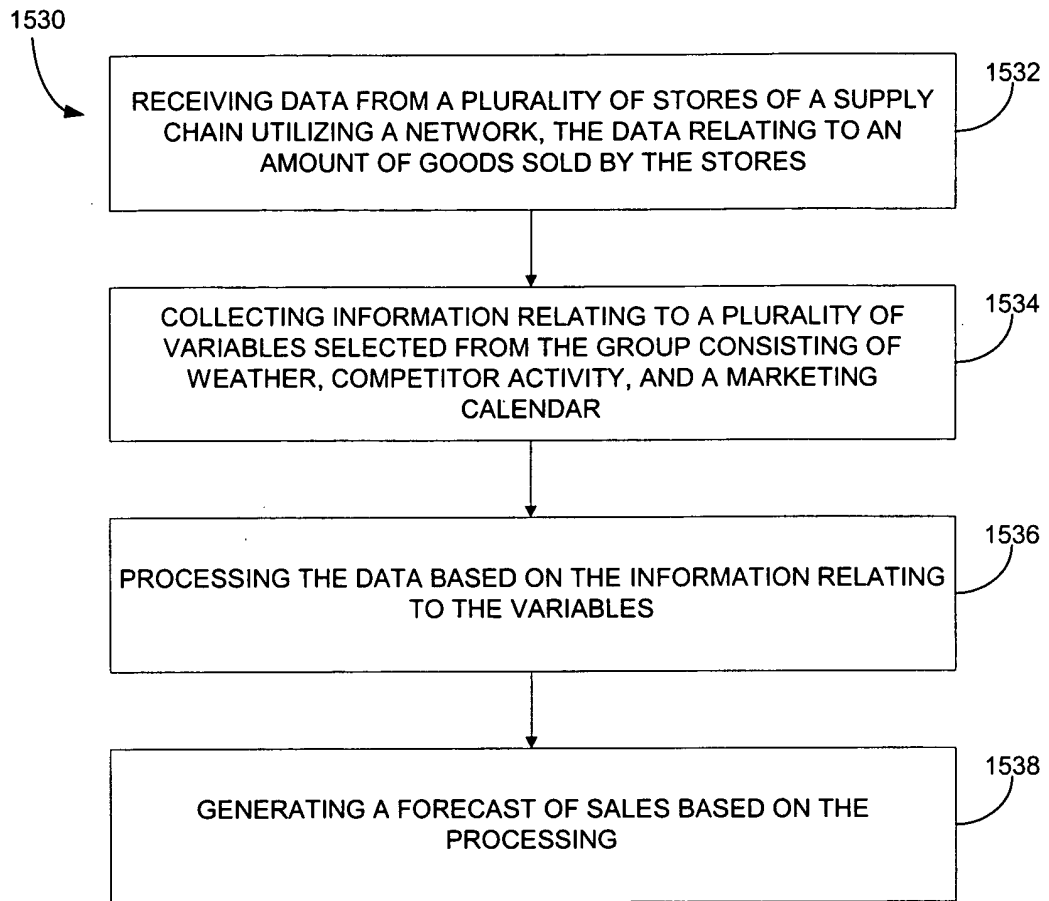 1530
1532
RECEIVING DATA FROM A PLURALITY OF STORES OF A SUPPLY
CHAIN UTILIZING A NETWORK, THE DATA RELATING TO AN
AMOUNT OF GOODS SOLD BY THE STORES
1534
COLLECTING INFORMATION RELATING TO A PLURALITY OF
VARIABLES SELECTED FROM THE GROUP CONSISTING OF
WEATHER, COMPETITOR ACTIVITY, AND A MARKETING
CALENDAR
1536
PROCESSING THE DATA BASED ON THE INFORMATION RELATING
TO THE VARIABLES
1538
GENERATING A FORECAST OF SALES BASED ON THE
PROCESSING